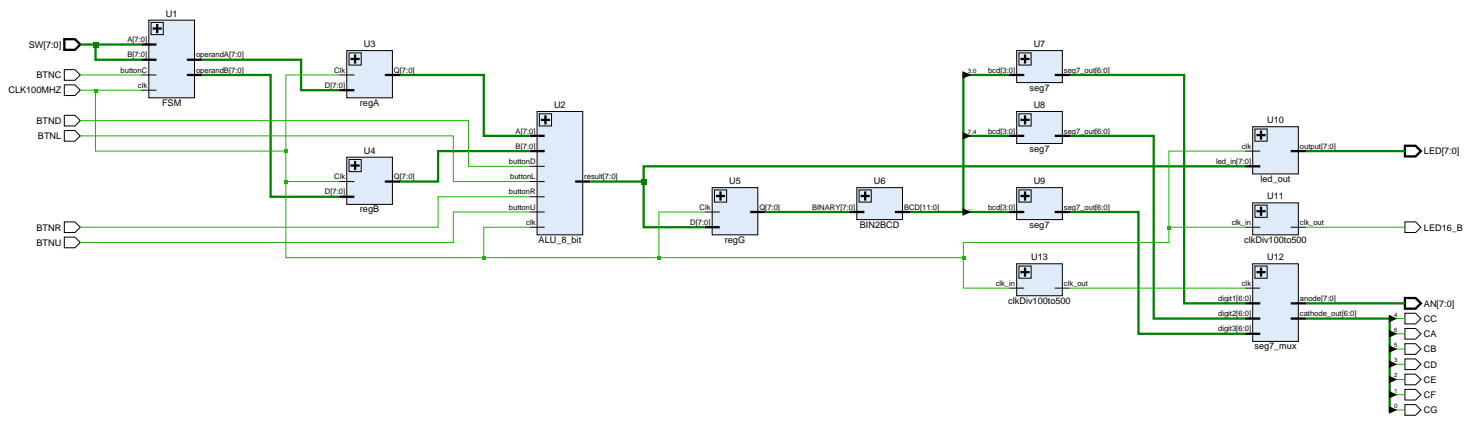 U1
SW[7:0]
A[7:0]
B[7:0]
operandA[7:0]
BTNC
buttonC
operandB[7:0]
CLK100MHZ
clk
FSM
U3
Clk
Q[7:0]
D[7:0]
regA
BTND
BTNL
U4
Clk
Q[7:0]
D[7:0]
regB
BTNR
BTNU
U2
A[7:0]
B[7:0]
buttonD
buttonL
result[7:0]
buttonR
buttonU
clk
ALU_8_bit
U5
Clk
Q[7:0]
D[7:0]
regG
U6
BINARY[7:0]
BCD[11:0]
BIN2BCD
U7
3:0
bcd[3:0]
seg7_out[6:0]
seg7
U8
7:4
bcd[3:0]
seg7_out[6:0]
seg7
U9
...
bcd[3:0]
seg7_out[6:0]
seg7
U13
clk_in
clk_out
clkDiv100to500
U10
clk
output[7:0]
LED[7:0]
led_in[7:0]
led_out
U11
clk_in
clk_out
LED16_B
clkDiv100to500
U12
clk
digit1[6:0]
anode[7:0]
AN[7:0]
digit2[6:0]
cathode_out[6:0]
digit3[6:0]
seg7_mux
4
CC
6
CA
5
CB
3
CD
2
CE
1
CF
0
CG